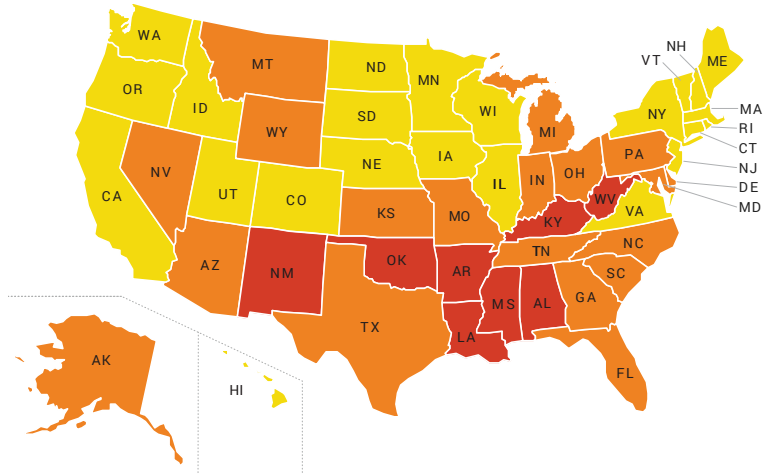 WA
MT
ND
MN
OR
ID
WY
SD
WI
MI
NH
VT
ME
NY
MA
RI
CT
NJ
DE
MD
NV
CA
UT
CO
NE
IA
IL
IN
OH
PA
WV
VA
KS
MO
KY
TN
NC
SC
AZ
NM
OK
AR
MS
AL
GA
TX
LA
FL
AK
HI